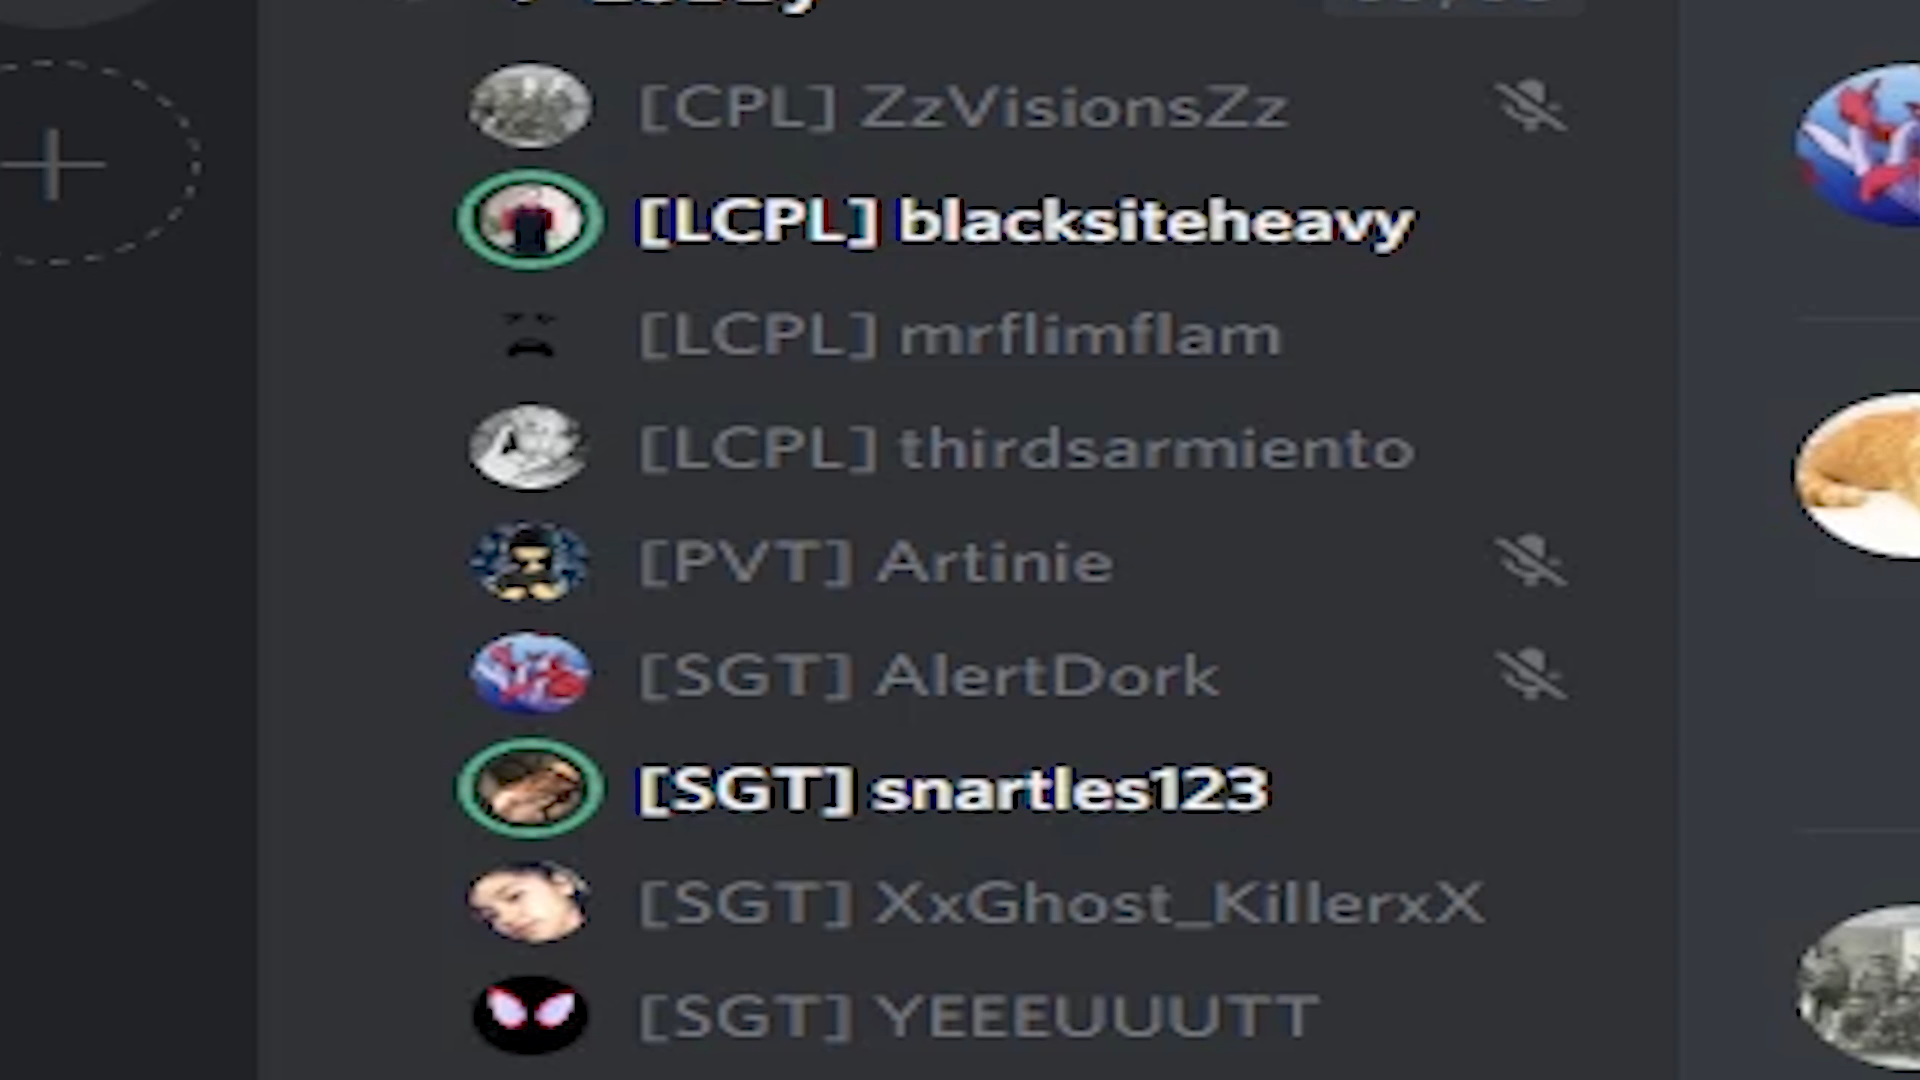 [CPL] ZzVisionsZz
[LCPL] blacksiteheavy
[LCPL] mrflimflam
[LCPL] thirdsarmiento
[PVT] Artinie
[SGT] AlertDork
[SGT] snartles123
[SGT] XxGhost_KillerxX
[SGT] YEEEUUUTT